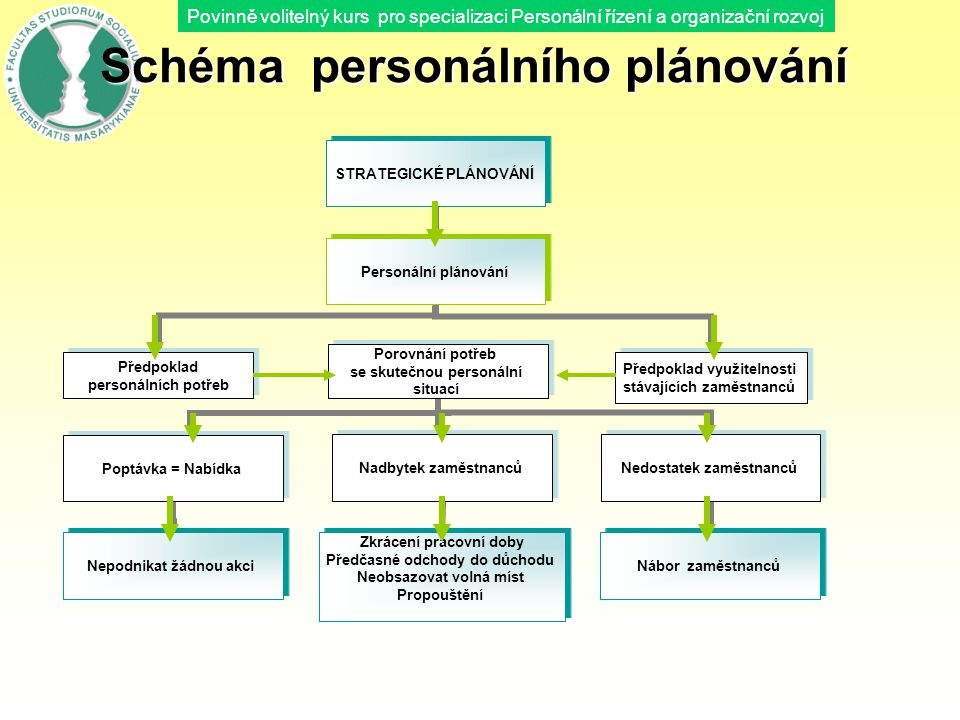 Povinně volitelný kurs pro specializaci Personální řízení a organizační rozvoj
FACULTAS STUDIORUM SOCIALIUM
UNIVERSITATIS MASARYKIANAE
Schéma personálního plánování
STRATEGICKÉ PLÁNOVÁNÍ
Personální plánování
Předpoklad
personálních potřeb
Porovnání potřeb
se skutečnou personální
situací
Předpoklad využitelnosti
stávajících zaměstnanců
Poptávka = Nabídka
Nadbytek zaměstnanců
Nedostatek zaměstnanců
Nepodnikat žádnou akci
Zkrácení pracovní doby
Předčasné odchody do důchodu
Neobsazovat volná míst
Propouštění
Nábor zaměstnanců